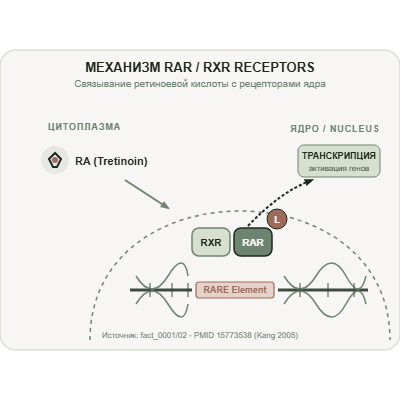 МЕХАНИЗМ RAR / RXR RECEPTORS
Связывание ретиноевой кислоты с рецепторами ядра
ЦИТОПЛАЗМА
ЯДРО / NUCLEUS
RA (Tretinoin)
ТРАНСКРИПЦИЯ
активация генов
L
RXR
RAR
RARE Element
Источник: fact_0001/02 - PMID 15773538 (Kang 2005)